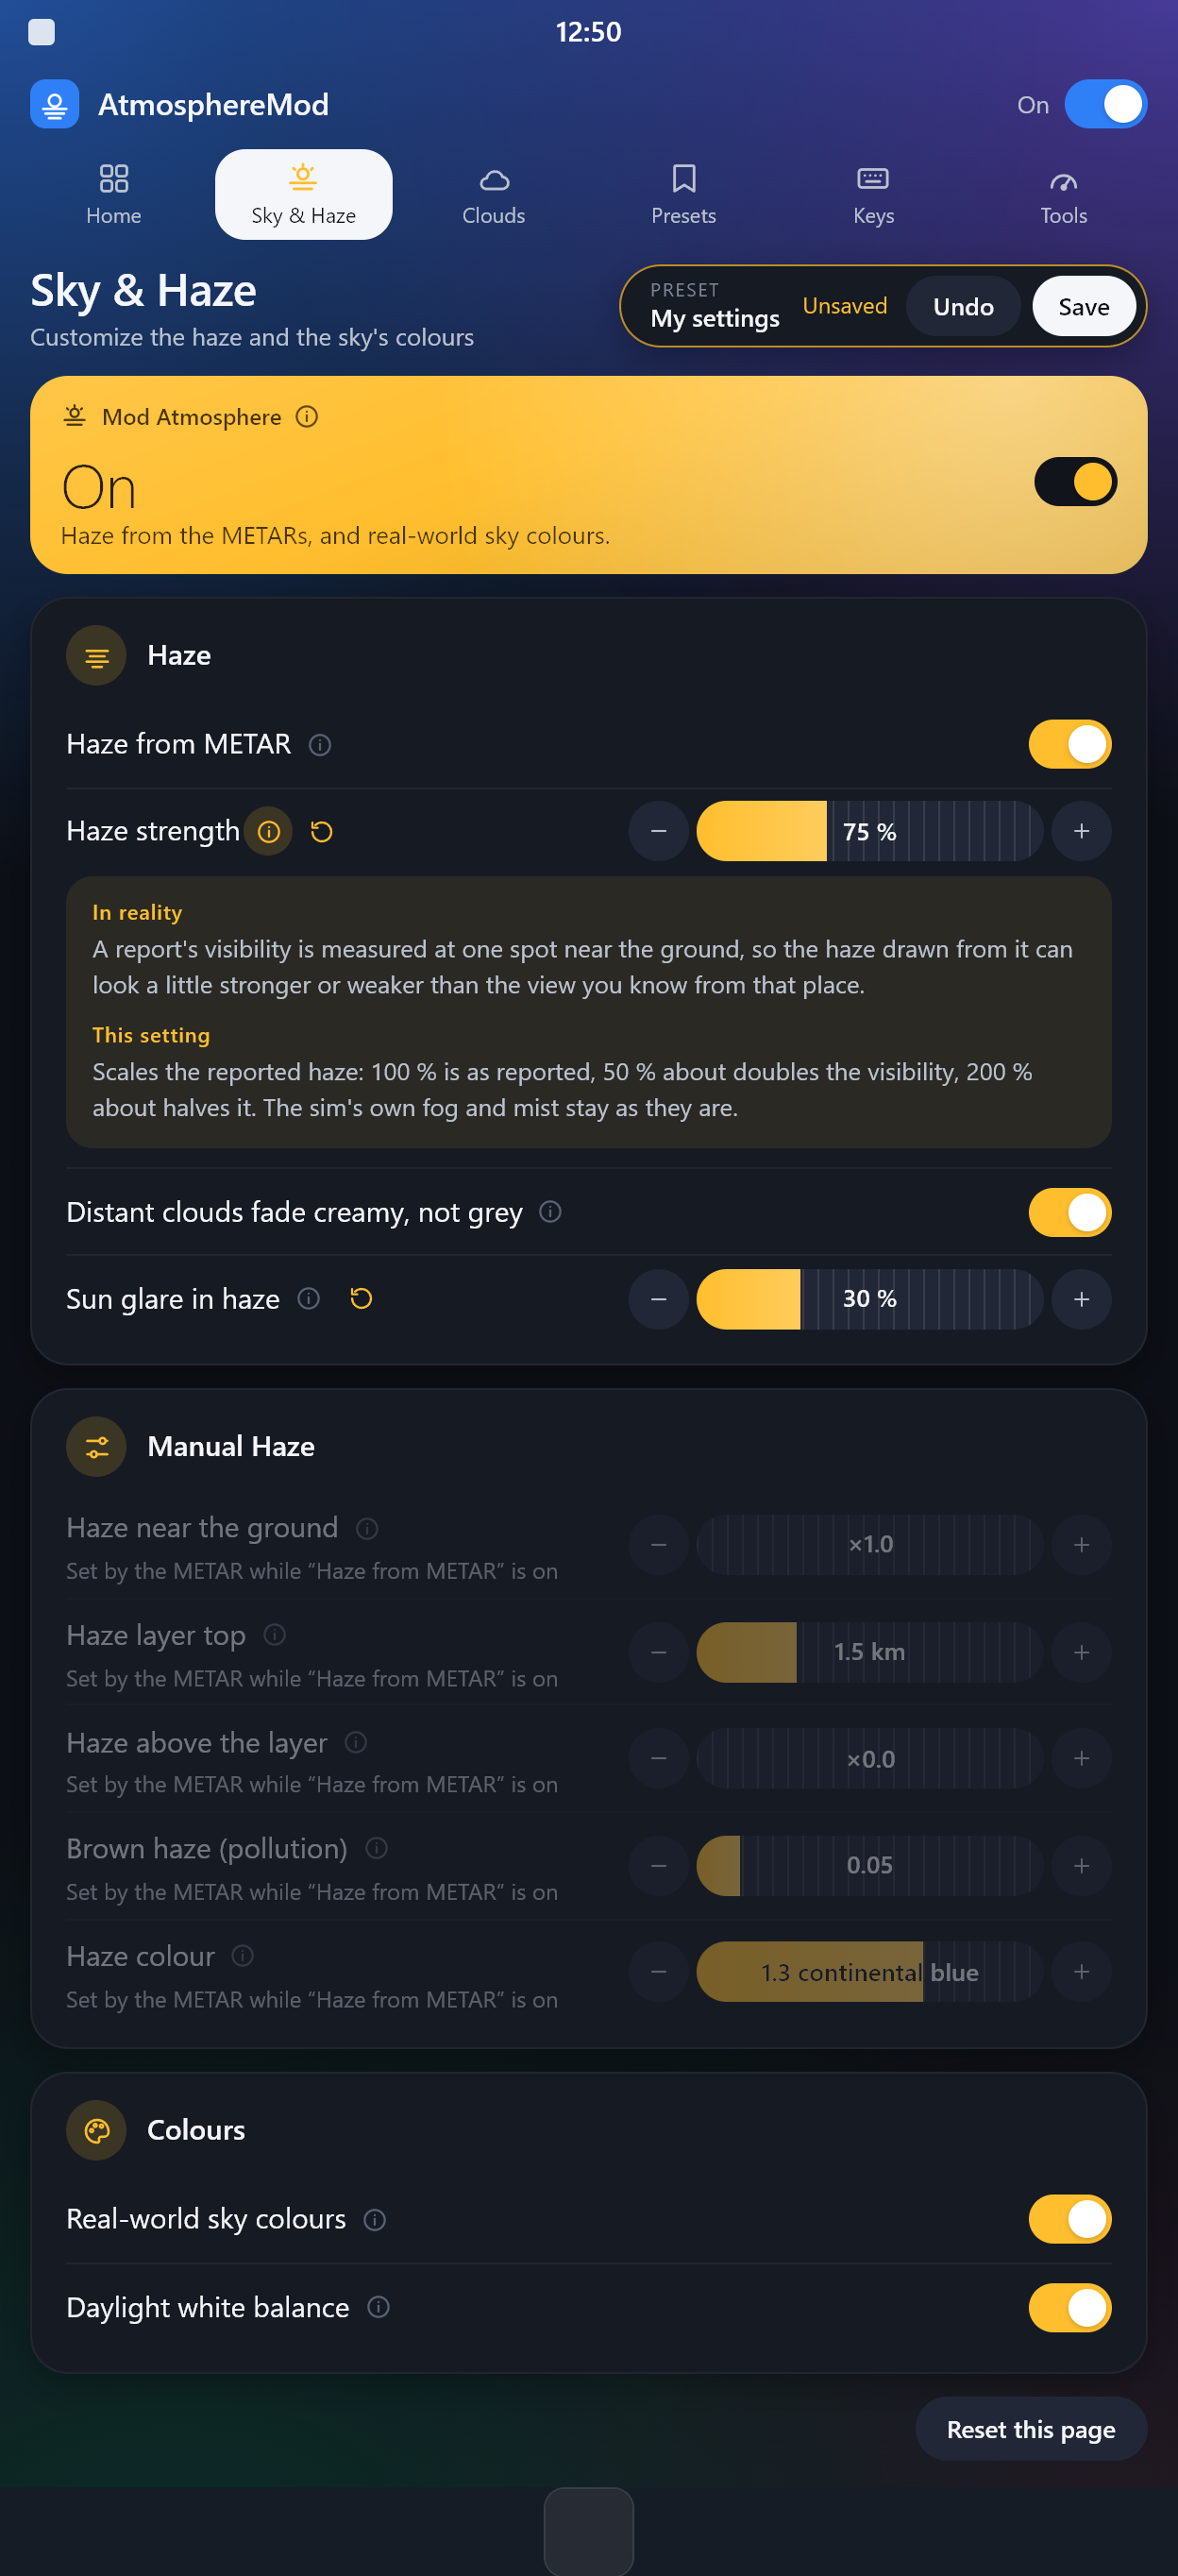 12:50
AtmosphereMod
On
Home
Sky & Haze
Clouds
Presets
Keys
Tools
Sky & Haze
Customize the haze and the sky's colours
PRESET
My settings
Unsaved
Undo
Save
Mod Atmosphere
On
Haze from the METARs, and real-world sky colours.
Haze
Haze from METAR
Haze strength
− 75 % +
In reality
A report's visibility is measured at one spot near the ground, so the haze drawn from it can
look a little stronger or weaker than the view you know from that place.
This setting
Scales the reported haze: 100 % is as reported, 50 % about doubles the visibility, 200 %
about halves it. The sim's own fog and mist stay as they are.
Distant clouds fade creamy, not grey
Sun glare in haze
− 30 % +
Manual Haze
Haze near the ground
Set by the METAR while “Haze from METAR” is on
− ×1.0 +
Haze layer top
Set by the METAR while “Haze from METAR” is on
− 1.5 km +
Haze above the layer
Set by the METAR while “Haze from METAR” is on
− ×0.0 +
Brown haze (pollution)
Set by the METAR while “Haze from METAR” is on
− 0.05 +
Haze colour
Set by the METAR while “Haze from METAR” is on
− 1.3 continental blue +
Colours
Real-world sky colours
Daylight white balance
Reset this page